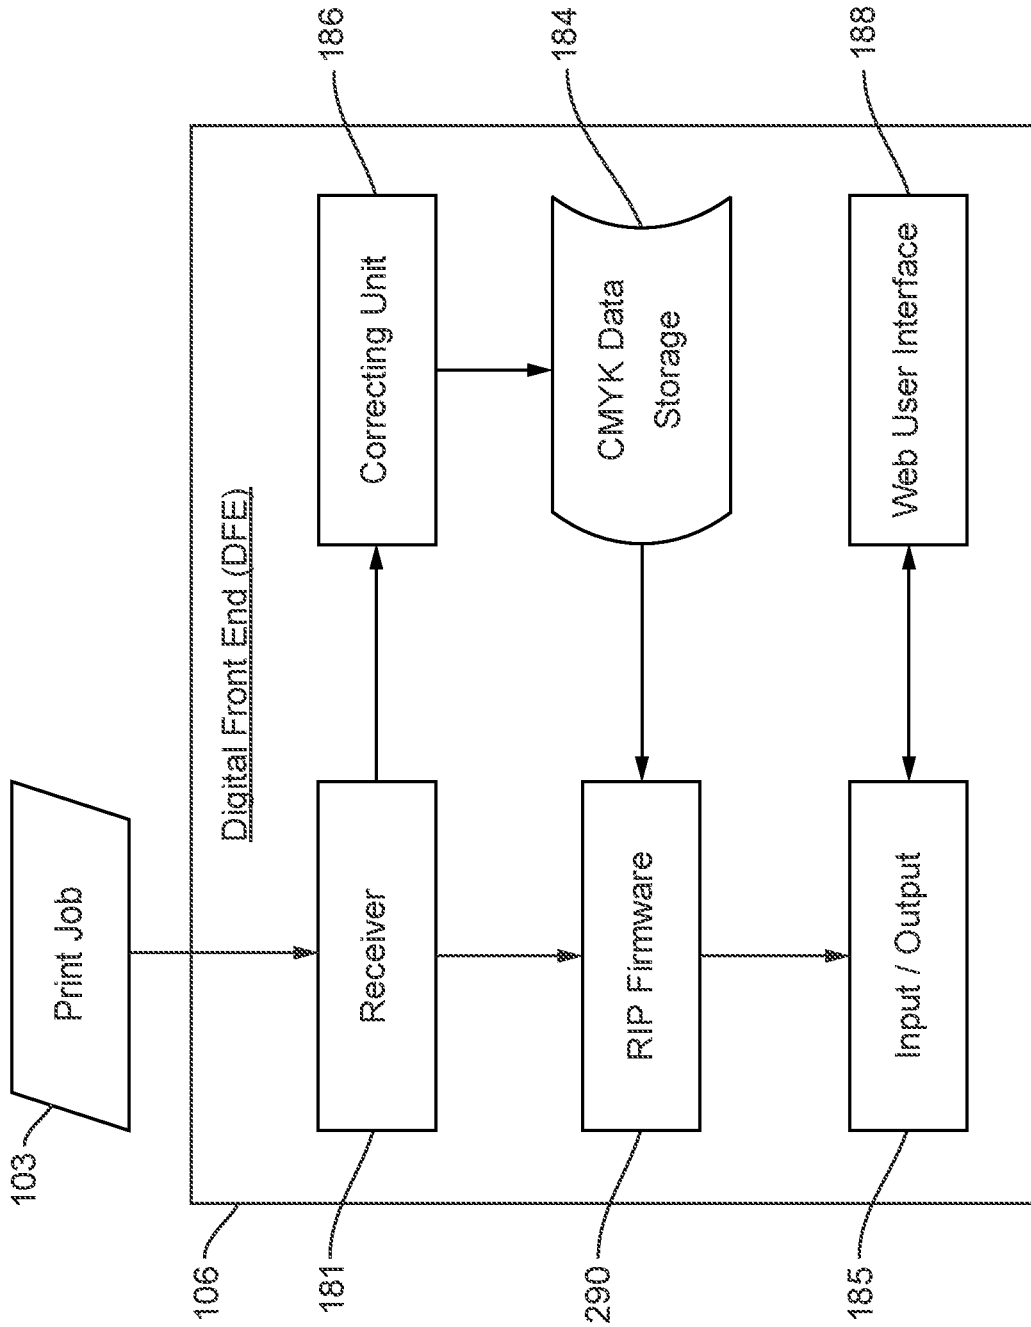 Print Job
103
106
Digital Front End (DFE)
Receiver
181
Correcting Unit
186
RIP Firmware
290
CMYK Data
Storage
184
Input / Output
185
Web User Interface
188